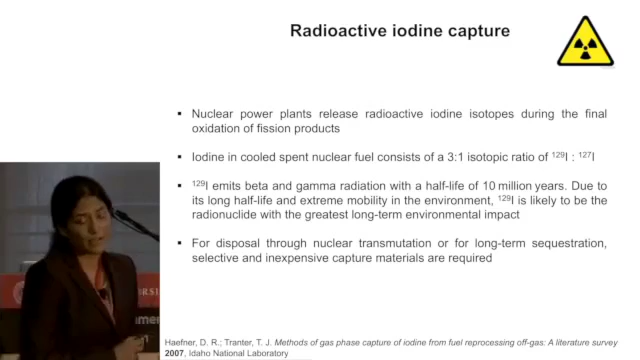 Radioactive iodine capture
▪ Nuclear power plants release radioactive iodine isotopes during the final
oxidation of fission products
▪ Iodine in cooled spent nuclear fuel consists of a 3:1 isotopic ratio of ¹²⁹I : ¹²⁷I
▪ ¹²⁹I emits beta and gamma radiation with a half-life of 10 million years. Due to
its long half-life and extreme mobility in the environment, ¹²⁹I is likely to be the
radionuclide with the greatest long-term environmental impact
▪ For disposal through nuclear transmutation or for long-term sequestration,
selective and inexpensive capture materials are required
Haefner, D. R.; Tranter, T. J. Methods of gas phase capture of iodine from fuel reprocessing off-gas: A literature survey
2007, Idaho National Laboratory